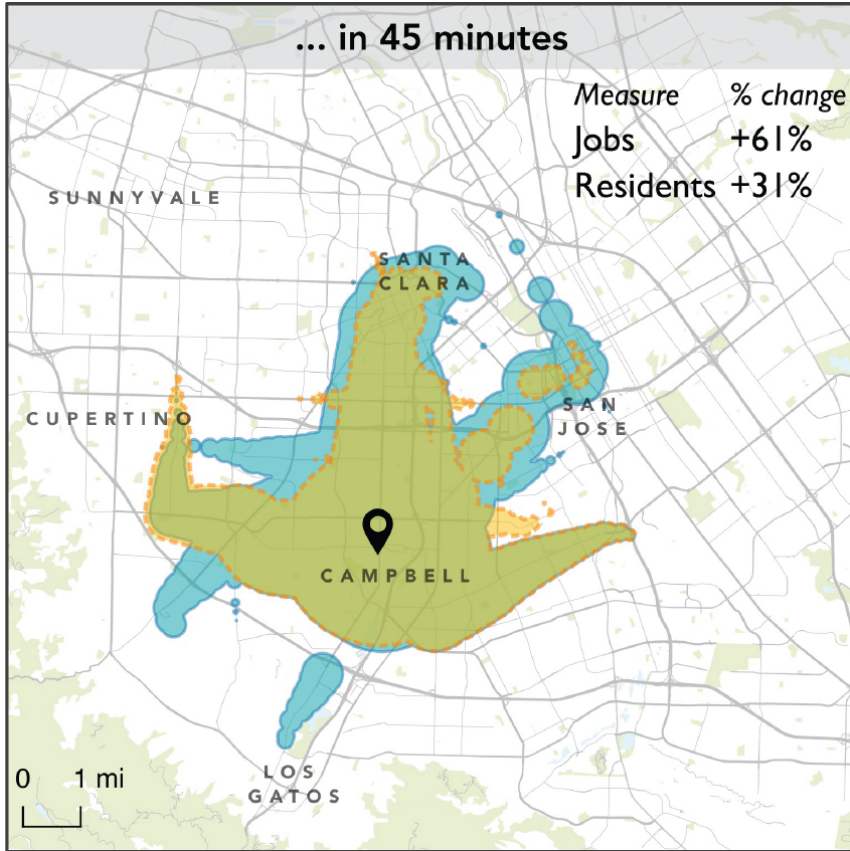 ... in 45 minutes
Measure % change
Jobs +61%
Residents +31%
SUNNYVALE
SANTA
CLARA
CUPERTINO
SAN
JOSE
CAMPBELL
LOS
GATOS
0 1 mi